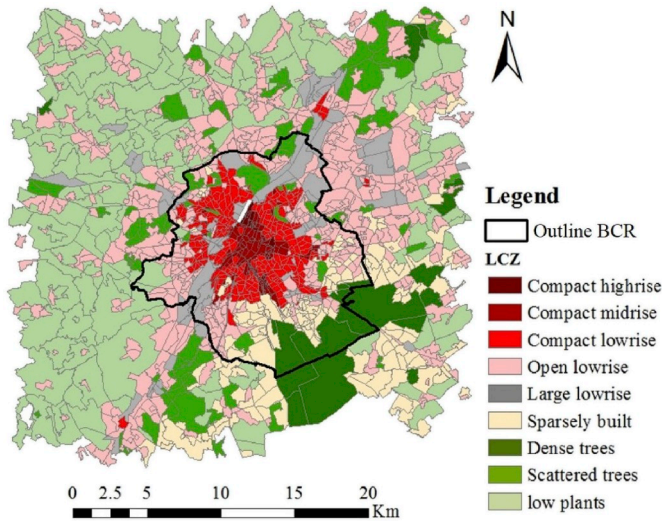 N
Legend
Outline BCR
LCZ
Compact highrise
Compact midrise
Compact lowrise
Open lowrise
Large lowrise
Sparsely built
Dense trees
Scattered trees
low plants
0 2.5 5 10 15 20
Km